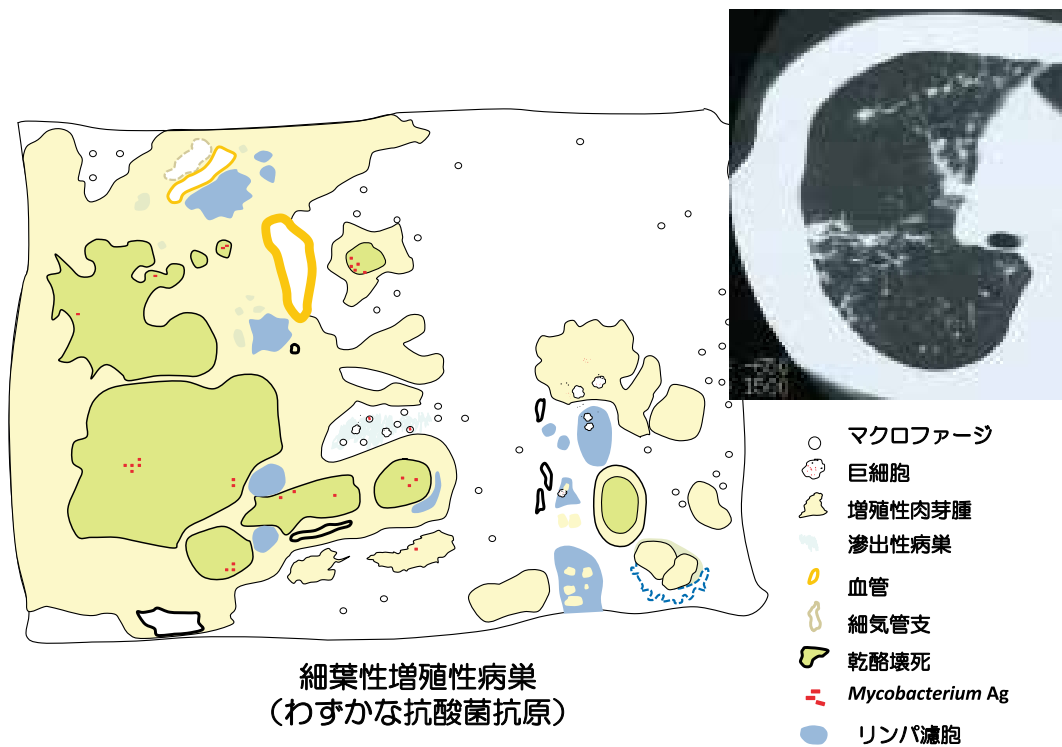 マクロファージ
巨細胞
増殖性肉芽腫
滲出性病巣
血管
細気管支
乾酪壊死
Mycobacterium Ag
リンパ濾胞
細葉性増殖性病巣
（わずかな抗酸菌抗原）